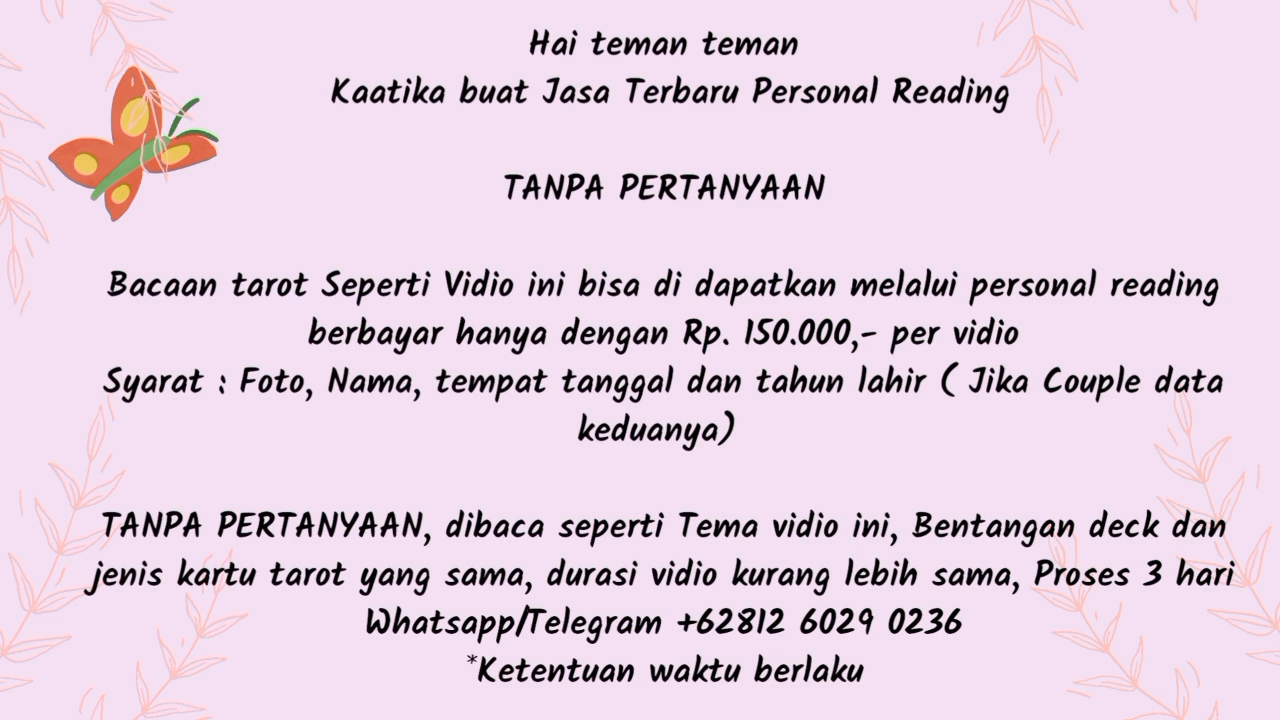 Hai teman teman
Kaatika buat Jasa Terbaru Personal Reading
TANPA PERTANYAAN
Bacaan tarot Seperti Vidio ini bisa di dapatkan melalui personal reading
berbayar hanya dengan Rp. 150.000,- per vidio
Syarat : Foto, Nama, tempat tanggal dan tahun lahir ( Jika Couple data
keduanya)
TANPA PERTANYAAN, dibaca seperti Tema vidio ini, Bentangan deck dan
jenis kartu tarot yang sama, durasi vidio kurang lebih sama, Proses 3 hari
Whatsapp/Telegram +62812 6029 0236
*Ketentuan waktu berlaku